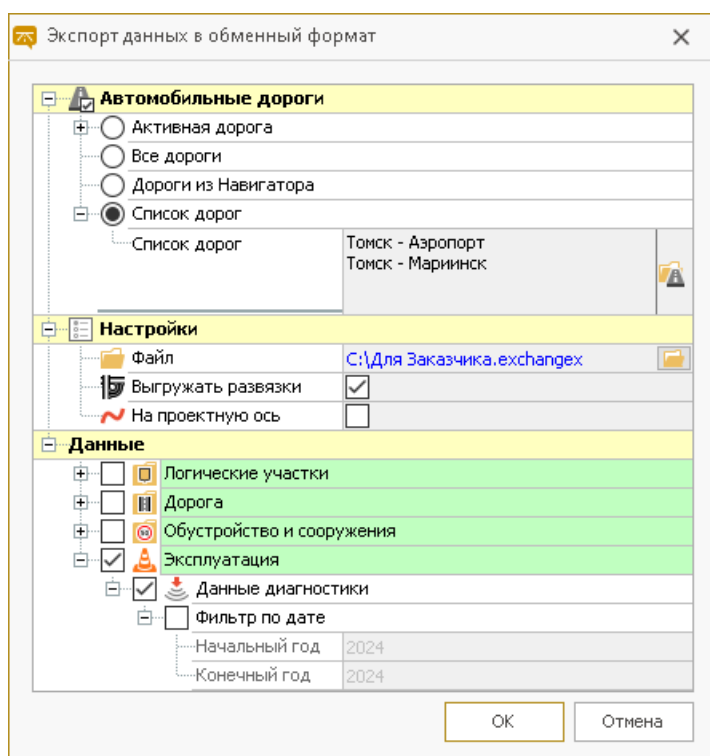 Экспорт данных в обменный формат
Автомобильные дороги
Активная дорога
Все дороги
Дороги из Навигатора
Список дорог
Список дорог
Томск - Аэропорт
Томск - Мариинск
Настройки
Файл C:\Для Заказчика.exchangex
Выгружать развязки
На проектную ось
Данные
Логические участки
Дорога
Обустройство и сооружения
Эксплуатация
Данные диагностики
Фильтр по дате
Начальный год 2024
Конечный год 2024
ОК Отмена